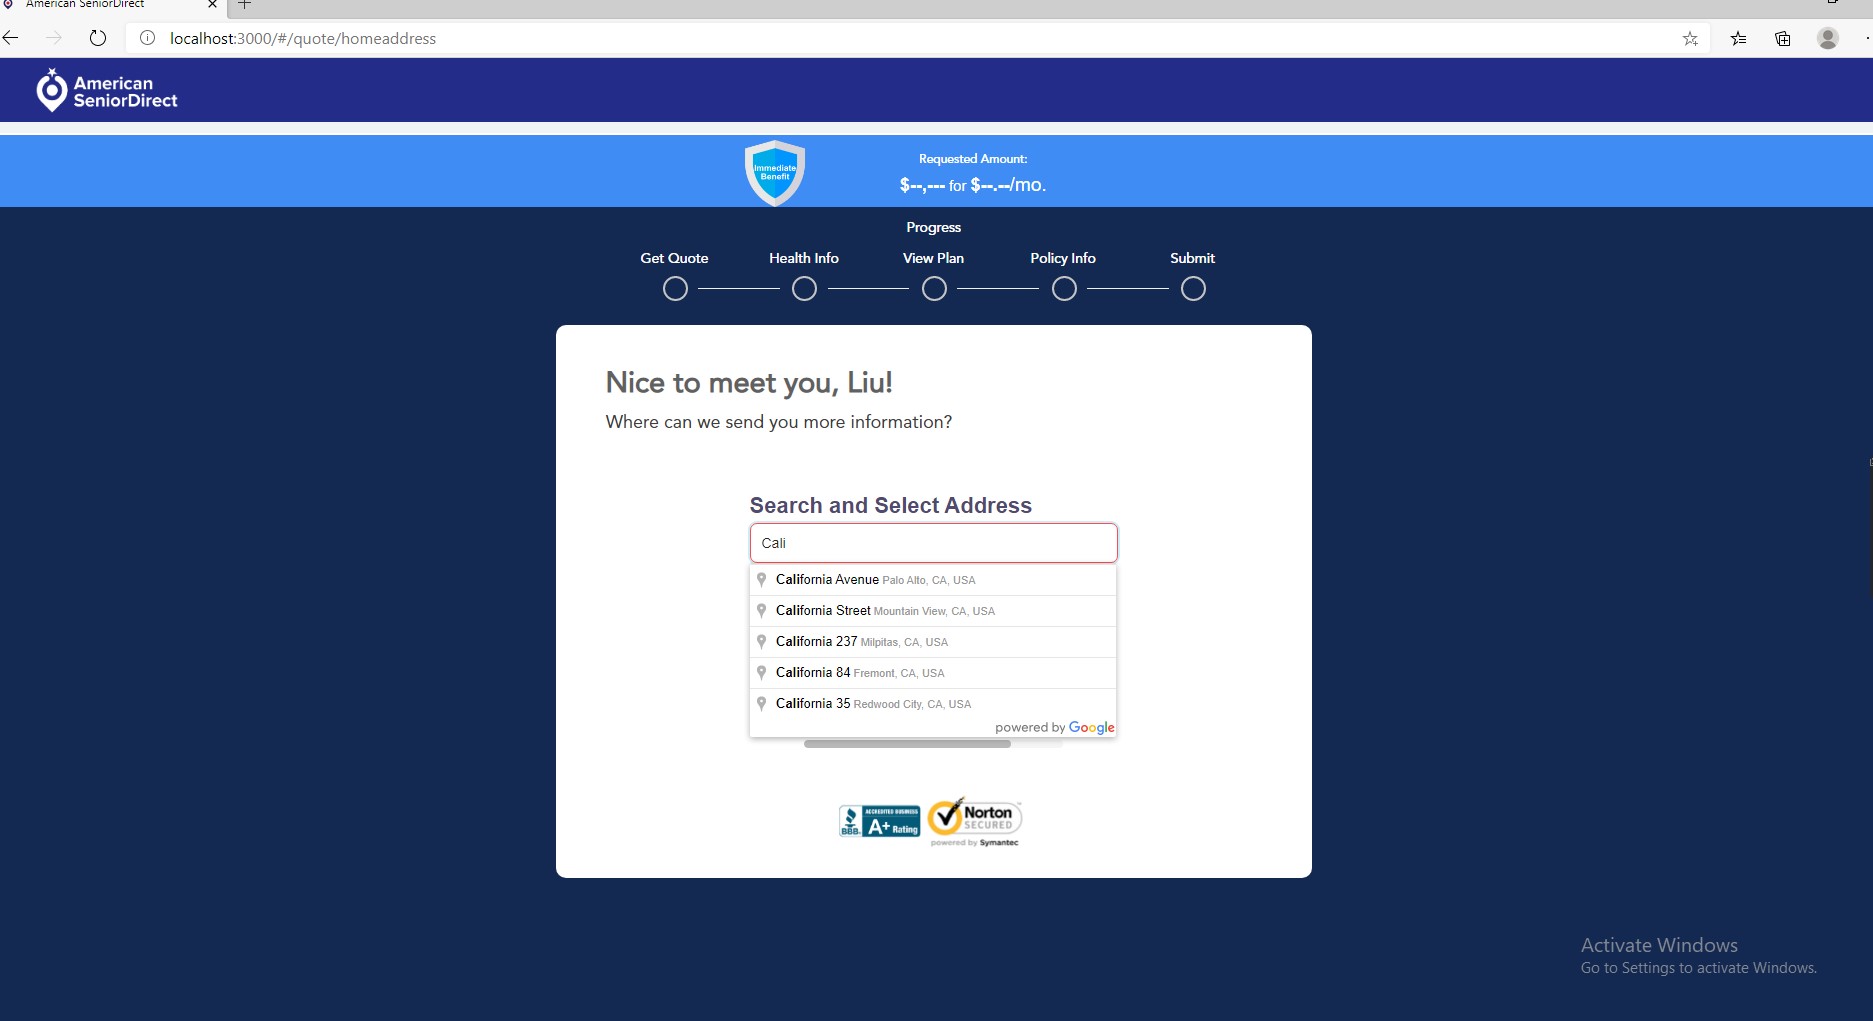 American SeniorDirect
localhost:3000/#/quote/homeaddress
American
SeniorDirect
Immediate
Benefit
Requested Amount:
$--,--- for $--.--/mo.
Progress
Get Quote
Health Info
View Plan
Policy Info
Submit
Nice to meet you, Liu!
Where can we send you more information?
Search and Select Address
Cali
California Avenue Palo Alto, CA, USA
California Street Mountain View, CA, USA
California 237 Milpitas, CA, USA
California 84 Fremont, CA, USA
California 35 Redwood City, CA, USA
powered by Google
BBB.
ACCREDITED BUSINESS
A+ Rating
Norton
SECURED
powered by Symantec
Activate Windows
Go to Settings to activate Windows.